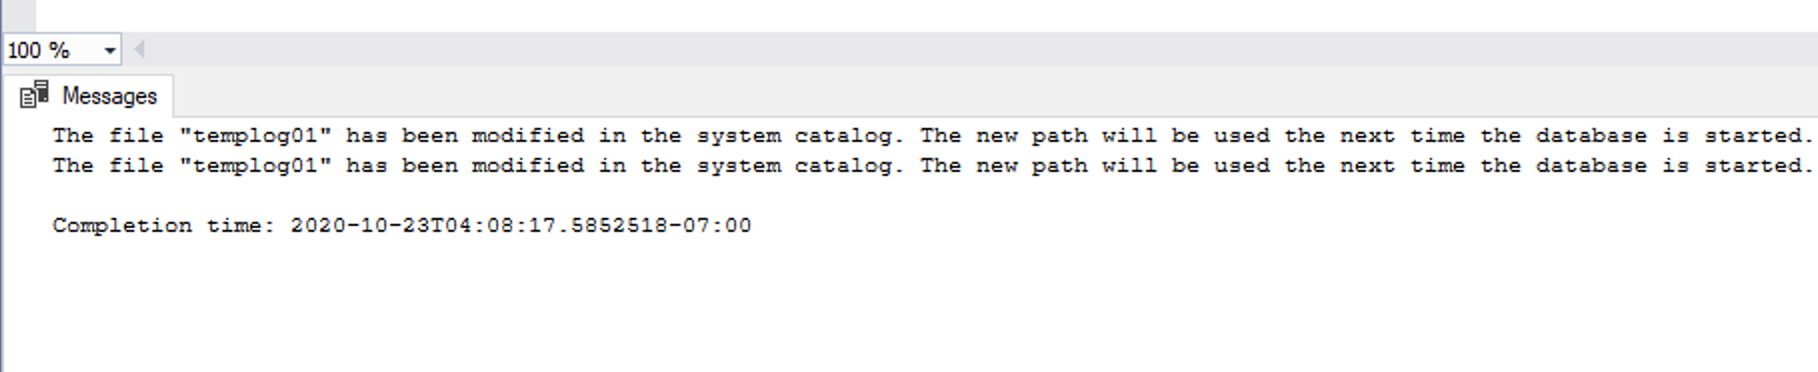 100 %
Messages
The file "templog01" has been modified in the system catalog. The new path will be used the next time the database is started.
The file "templog01" has been modified in the system catalog. The new path will be used the next time the database is started.
Completion time: 2020-10-23T04:08:17.5852518-07:00